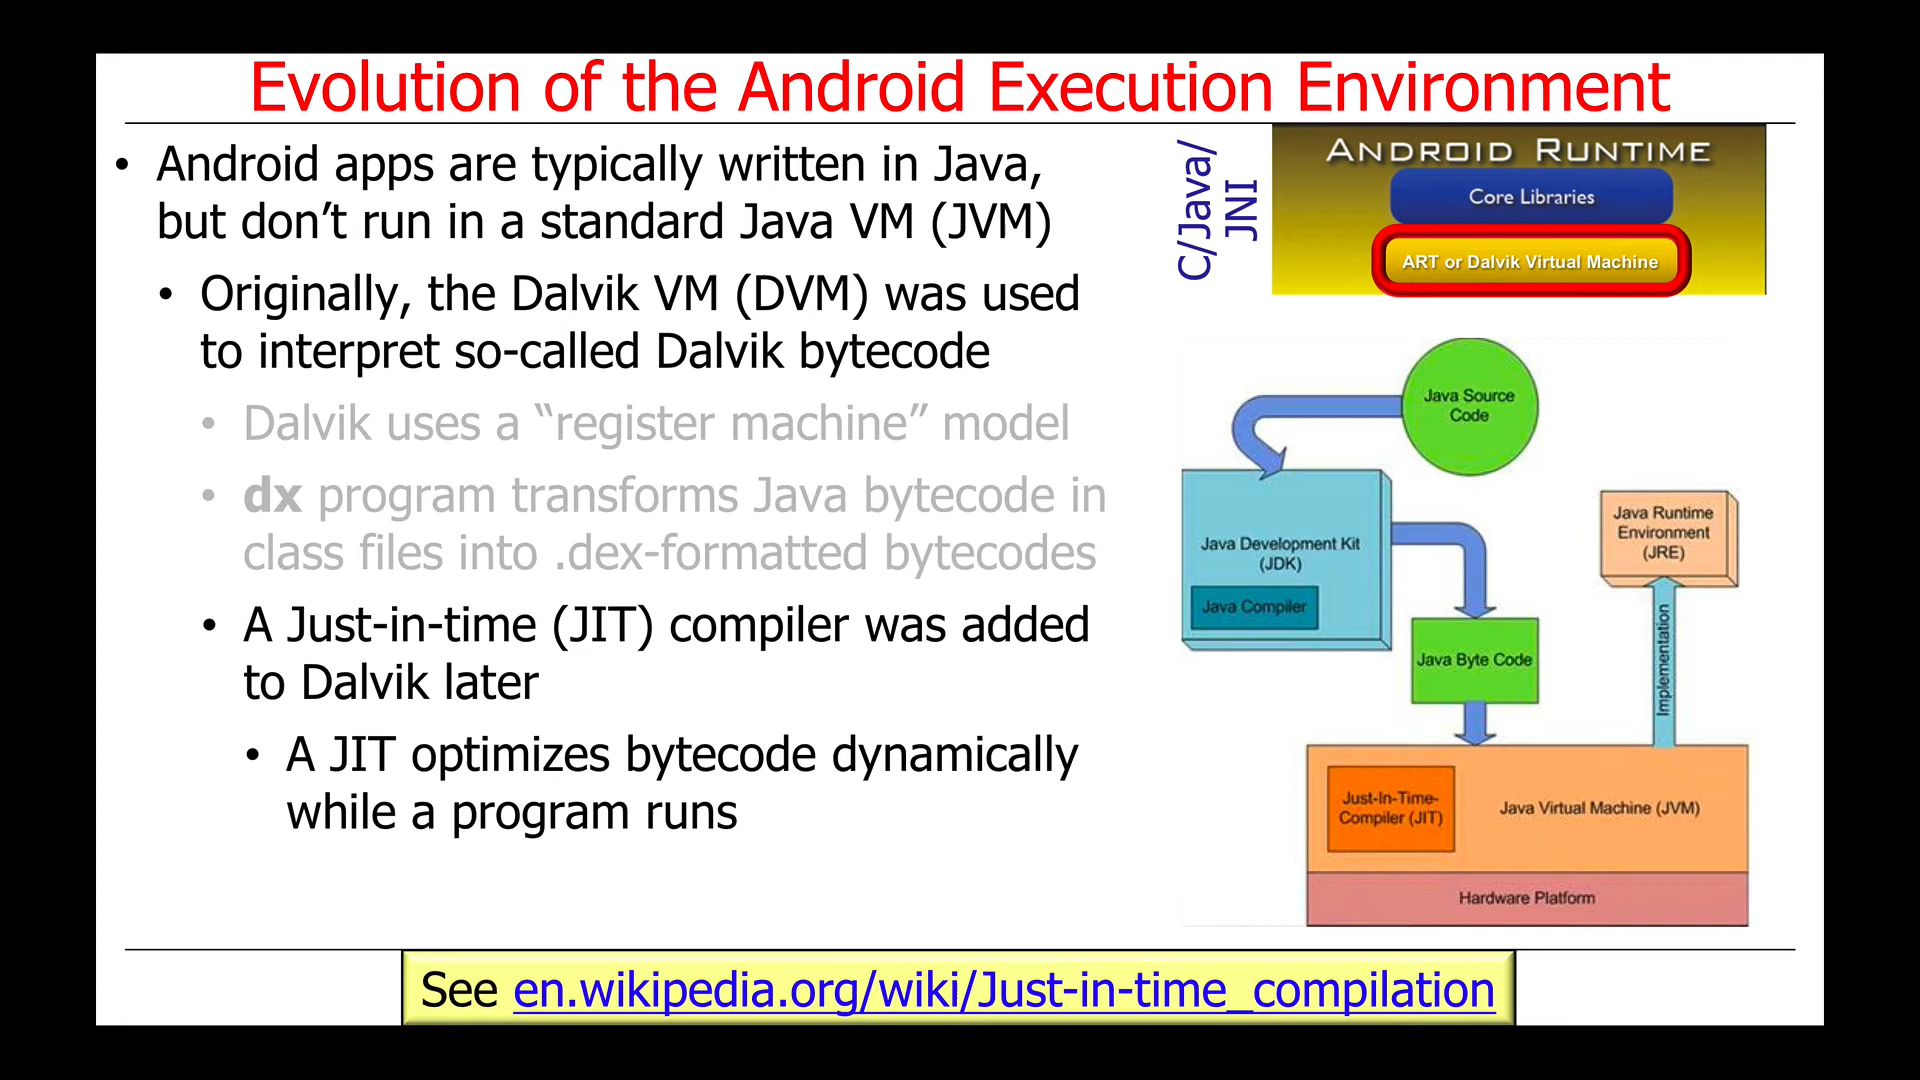 Evolution of the Android Execution Environment
• Android apps are typically written in Java,
but don’t run in a standard Java VM (JVM)
• Originally, the Dalvik VM (DVM) was used
to interpret so-called Dalvik bytecode
• Dalvik uses a “register machine” model
• dx program transforms Java bytecode in
class files into .dex-formatted bytecodes
• A Just-in-time (JIT) compiler was added
to Dalvik later
• A JIT optimizes bytecode dynamically
while a program runs
C/Java/
JNI
ANDROID RUNTIME
Core Libraries
ART or Dalvik Virtual Machine
Java Source
Code
Java Development Kit
(JDK)
Java Compiler
Java Runtime
Environment
(JRE)
Java Byte Code
Implementation
Just-In-Time-
Compiler (JIT)
Java Virtual Machine (JVM)
Hardware Platform
See en.wikipedia.org/wiki/Just-in-time_compilation